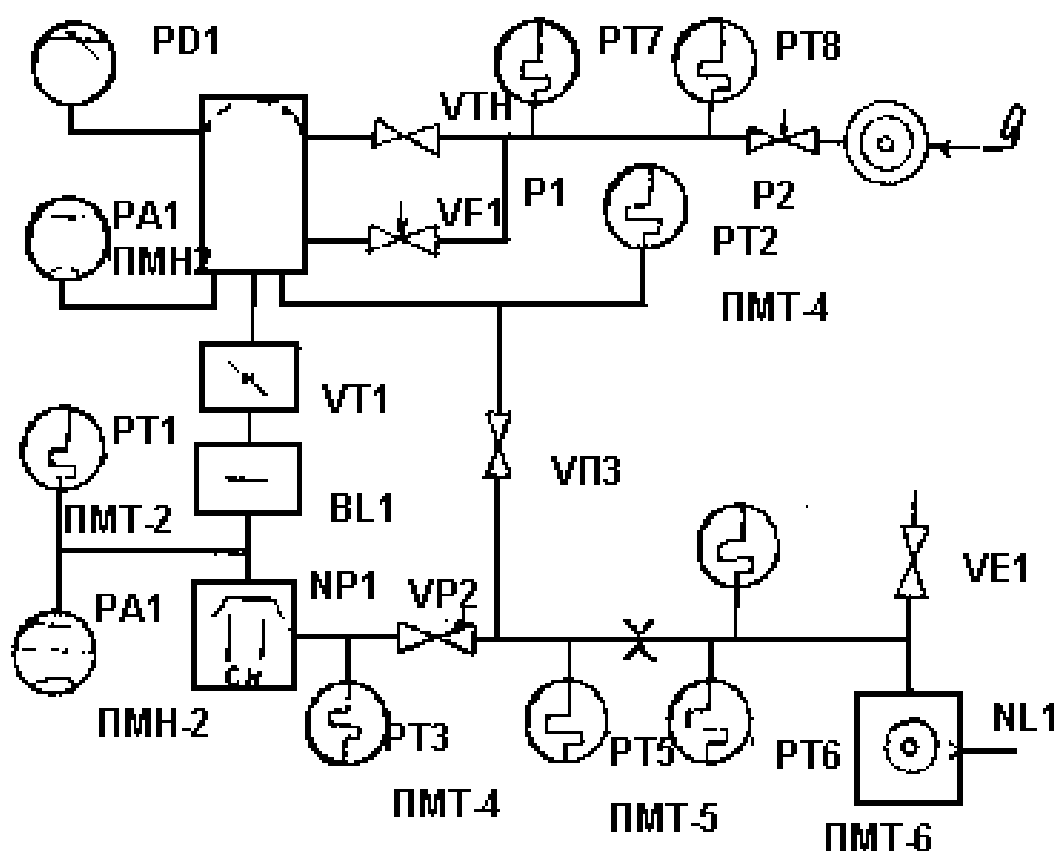 PD1
PT7
PT8
VTH
PA1
ПМН2
VF1
P1
P2
PT2
ПМТ-4
VT1
PT1
ПМТ-2
BL1
VП3
PA1
NP1
VP2
VE1
ПМН-2
PT3
PT5
PT6
NL1
ПМТ-4
ПМТ-5
ПМТ-6